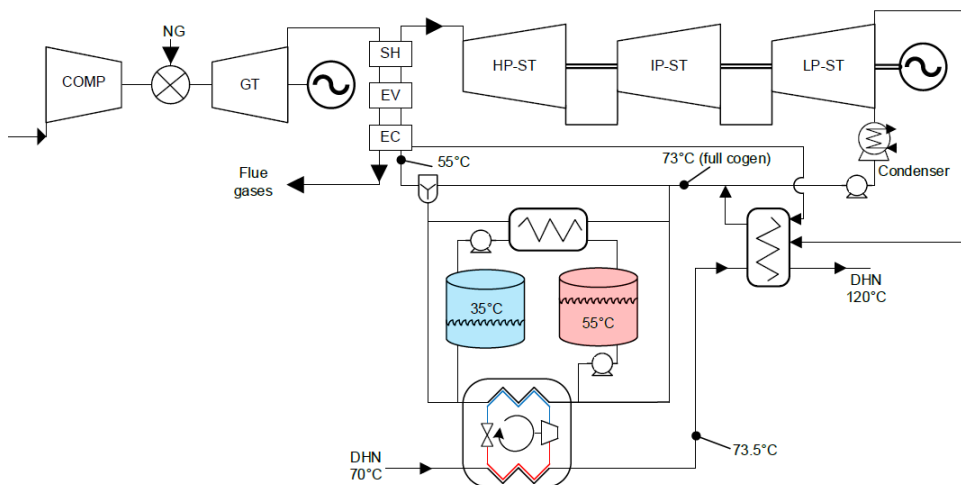 NG
COMP
GT
SH
EV
EC
HP-ST
IP-ST
LP-ST
55°C
73°C (full cogen)
Condenser
Flue
gases
35°C
55°C
DHN
120°C
DHN
70°C
73.5°C